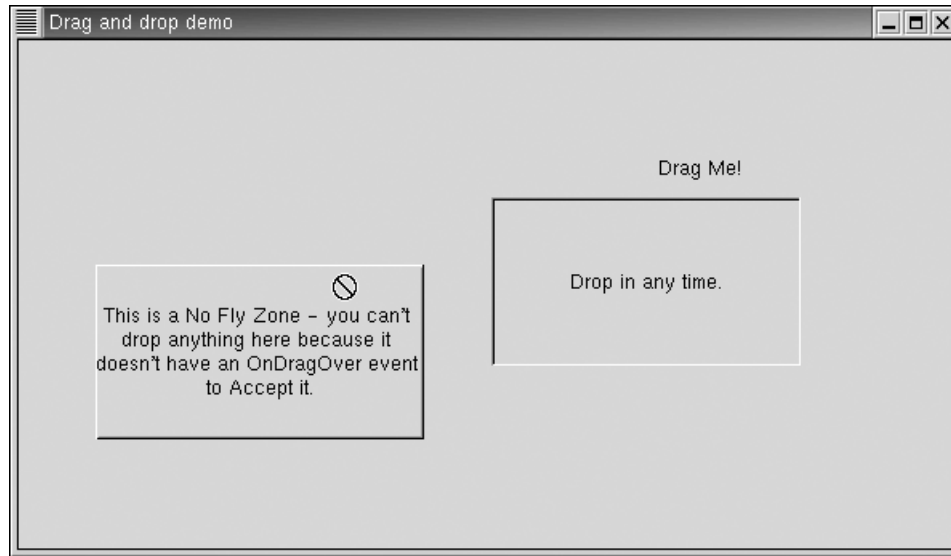 Drag and drop demo
Drag Me!
Drop in any time.
This is a No Fly Zone – you can't
drop anything here because it
doesn't have an OnDragOver event
to Accept it.